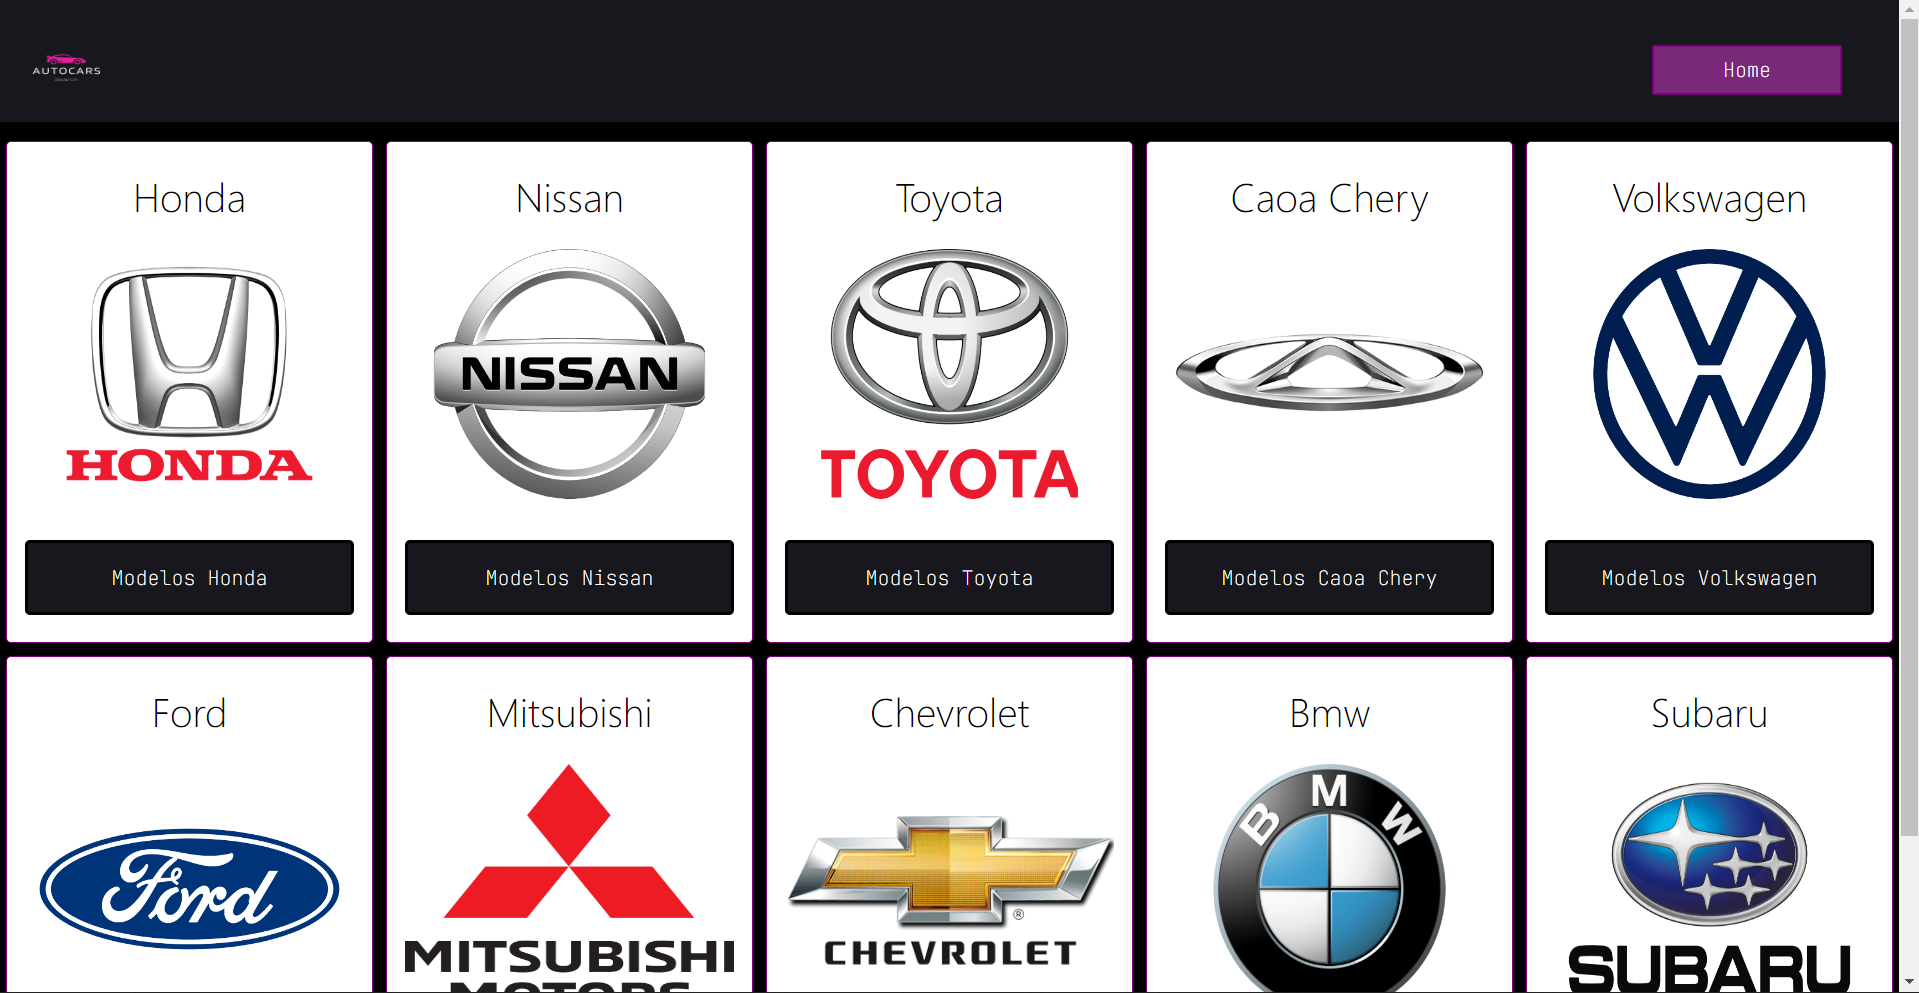 AUTOCARS
Home
Honda
Nissan
Toyota
Caoa Chery
Volkswagen
HONDA
NISSAN
TOYOTA
Modelos Honda
Modelos Nissan
Modelos Toyota
Modelos Caoa Chery
Modelos Volkswagen
Ford
Mitsubishi
Chevrolet
Bmw
Subaru
Ford
MITSUBISHI
MOTORS
®
CHEVROLET
BMW
SUBARU